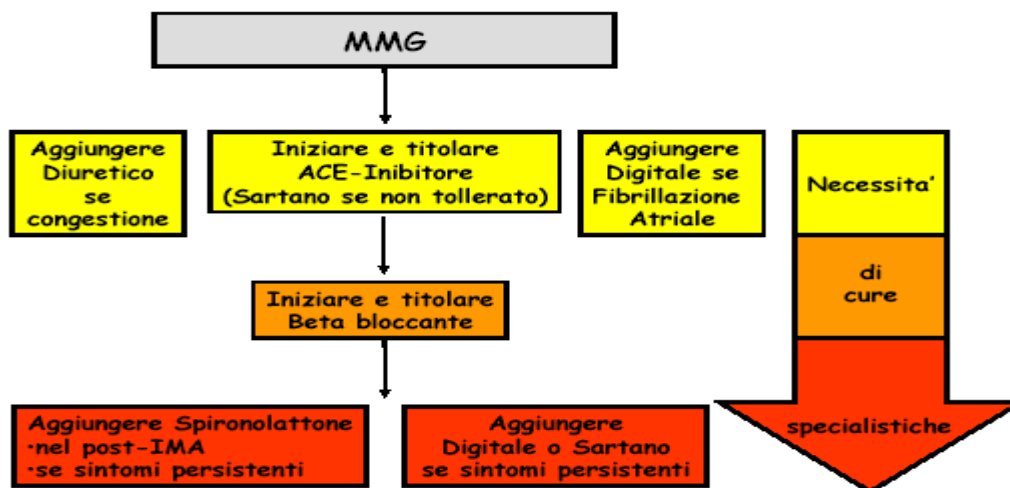 MMG
Aggiungere
Diuretico
se
congestione
Iniziare e titolare
ACE-Inibitore
(Sartano se non tollerato)
Aggiungere
Digitale se
Fibrillazione
Atriale
Necessita'
di
cure
specialistiche
Iniziare e titolare
Beta bloccante
Aggiungere Spironolattone
·nel post-IMA
·se sintomi persistenti
Aggiungere
Digitale o Sartano
se sintomi persistenti